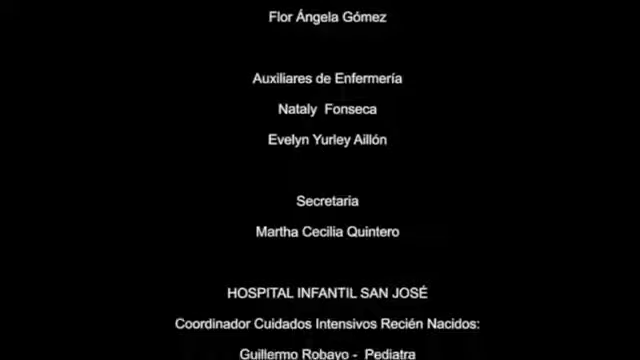 Flor Ángela Gómez
Auxiliares de Enfermería
Nataly Fonseca
Evelyn Yurley Aillón
Secretaria
Martha Cecilia Quintero
HOSPITAL INFANTIL SAN JOSÉ
Coordinador Cuidados Intensivos Recién Nacidos:
Guillermo Robayo - Pediatra